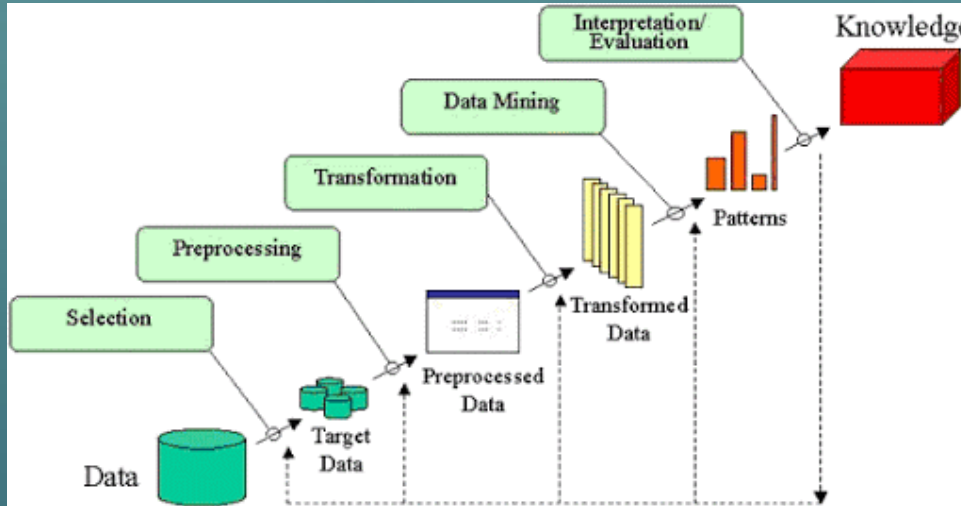 Interpretation/
Evaluation
Knowledge
Data Mining
Transformation
Patterns
Preprocessing
Transformed
Data
Selection
Preprocessed
Data
Target
Data
Data